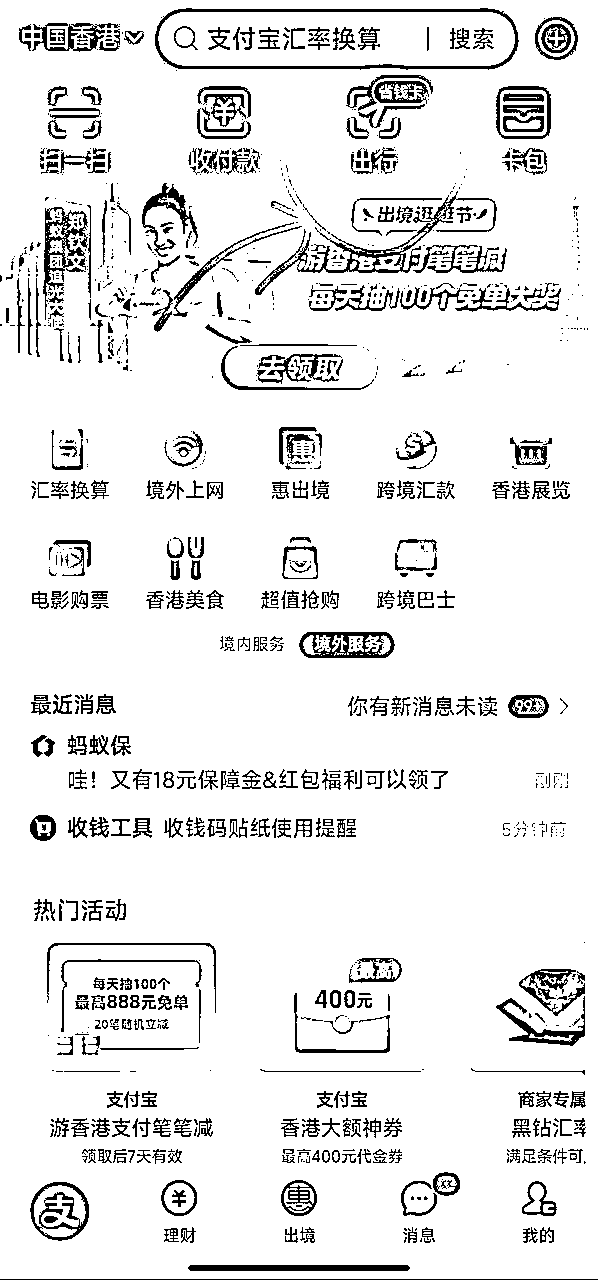 中国香港
支付宝汇率换算
搜索
省钱卡
扫一扫
收付款
出行
卡包
郑钦文
出境逛逛节
游香港支付笔笔减
每天抽100个免单大奖
去领取
惠
汇率换算
境外上网
惠出境
跨境汇款
香港展览
电影购票
香港美食
超值抢购
跨境巴士
境内服务
境外服务
最近消息
你有新消息未读
99+
蚂蚁保
哇！又有18元保障金&红包福利可以领了
刚刚
收钱工具 收钱码贴纸使用提醒
5分钟前
热门活动
每天抽100个
最高888元免单
20笔随机立减
最高
400元
支付宝
游香港支付笔笔减
领取后7天有效
支付宝
香港大额神券
最高400元代金券
商家专属
黑钻汇率
满足条件可
支
理财
惠
出境
消息
我的